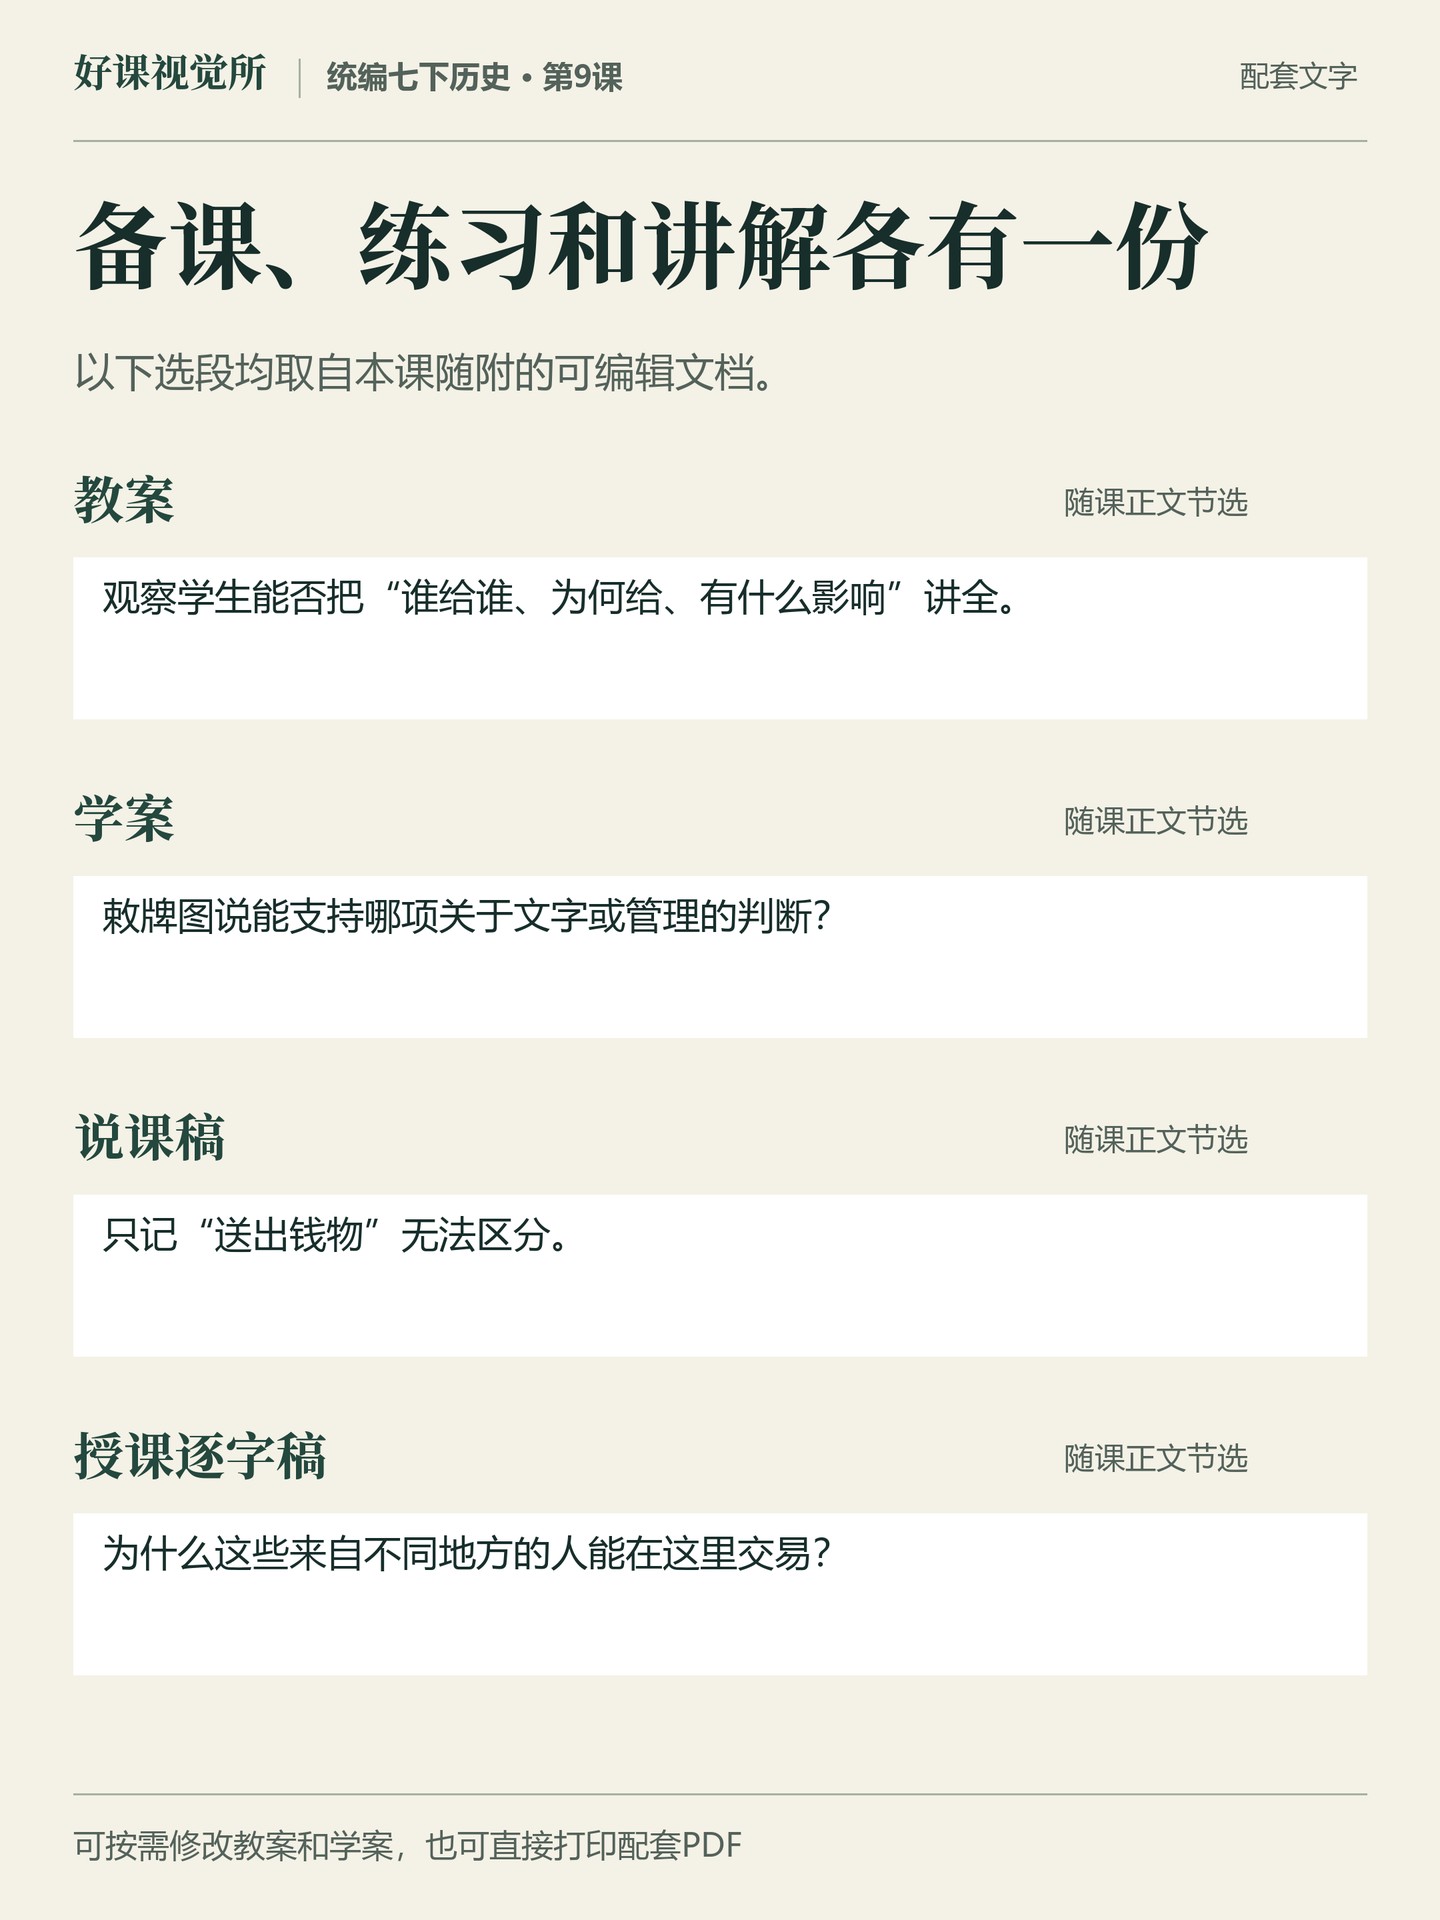 好课视觉所 统编七下历史·第9课 配套文字
备课、练习和讲解各有一份
以下选段均取自本课随附的可编辑文档。
教案 随课正文节选
观察学生能否把“谁给谁、为何给、有什么影响”讲全。
学案 随课正文节选
敕牌图说能支持哪项关于文字或管理的判断？
说课稿 随课正文节选
只记“送出钱物”无法区分。
授课逐字稿 随课正文节选
为什么这些来自不同地方的人能在这里交易？
可按需修改教案和学案，也可直接打印配套PDF